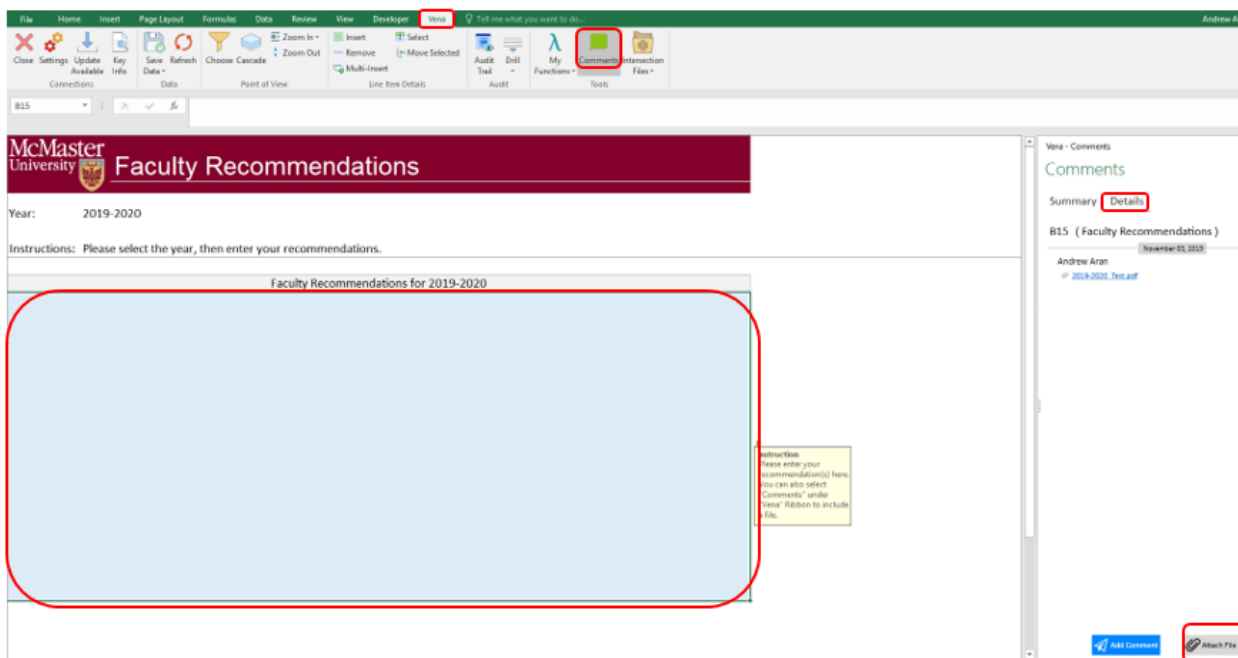 File Home Insert Page Layout Formulas Data Review View Developer Vena Tell me what you want to do... Andrew A
Close Settings Update Available Key Info Save Data Refresh Choose Cascade Zoom In Zoom Out Insert Remove Multi-Insert Select Move Selected Audit Trail Drill My Functions Comments Intersection Files
Connections Data Point of View Line Item Details Audit Tools
B15 fx
McMaster
University
Faculty Recommendations
Year: 2019-2020
Instructions: Please select the year, then enter your recommendations.
Faculty Recommendations for 2019-2020
nstruction
Please enter your
recommendation(s) here.
You can also select
"Comments" under
"Vena" Ribbon to include
a file.
Vena - Comments
Comments
Summary Details
B15 ( Faculty Recommendations )
November 03, 2019
Andrew Aran
2019-2020_Test.pdf
Add Comment Attach File